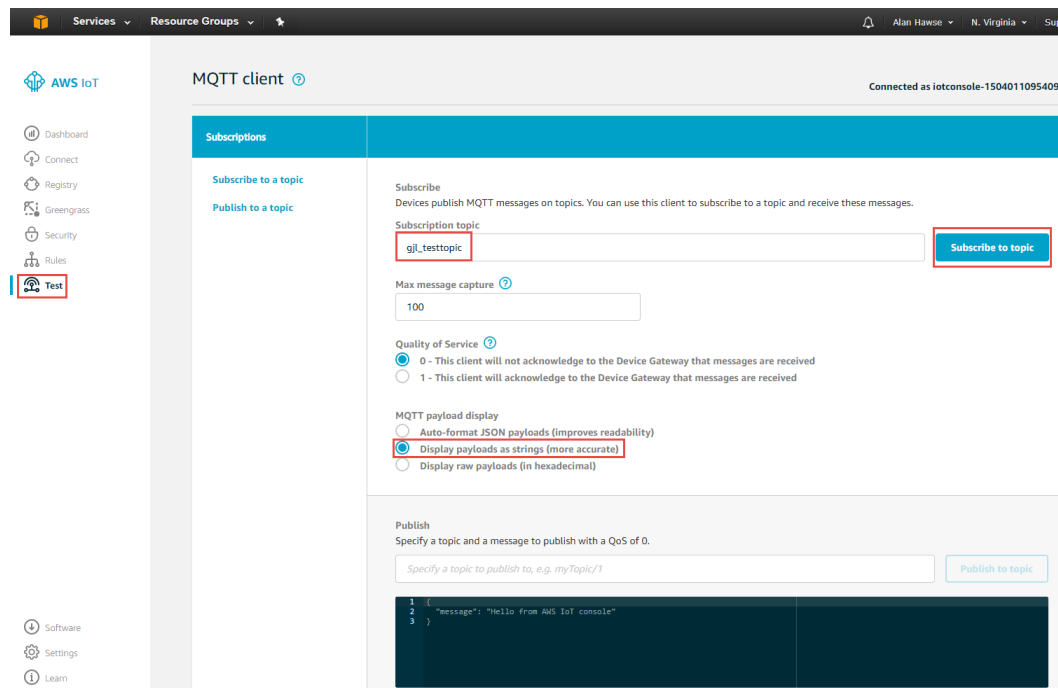 Services Resource Groups Alan Hawse N. Virginia Sup
AWS IoT
MQTT client ?
Connected as iotconsole-1504011095409
Dashboard
Connect
Registry
Greengrass
Security
Rules
Test
Software
Settings
Learn
Subscriptions
Subscribe to a topic
Publish to a topic
Subscribe
Devices publish MQTT messages on topics. You can use this client to subscribe to a topic and receive these messages.
Subscription topic
gjl_testtopic
Subscribe to topic
Max message capture ?
100
Quality of Service ?
0 - This client will not acknowledge to the Device Gateway that messages are received
1 - This client will acknowledge to the Device Gateway that messages are received
MQTT payload display
Auto-format JSON payloads (improves readability)
Display payloads as strings (more accurate)
Display raw payloads (in hexadecimal)
Publish
Specify a topic and a message to publish with a QoS of 0.
Specify a topic to publish to, e.g. myTopic/1
Publish to topic
1 {
2 "message": "Hello from AWS IoT console"
3 }